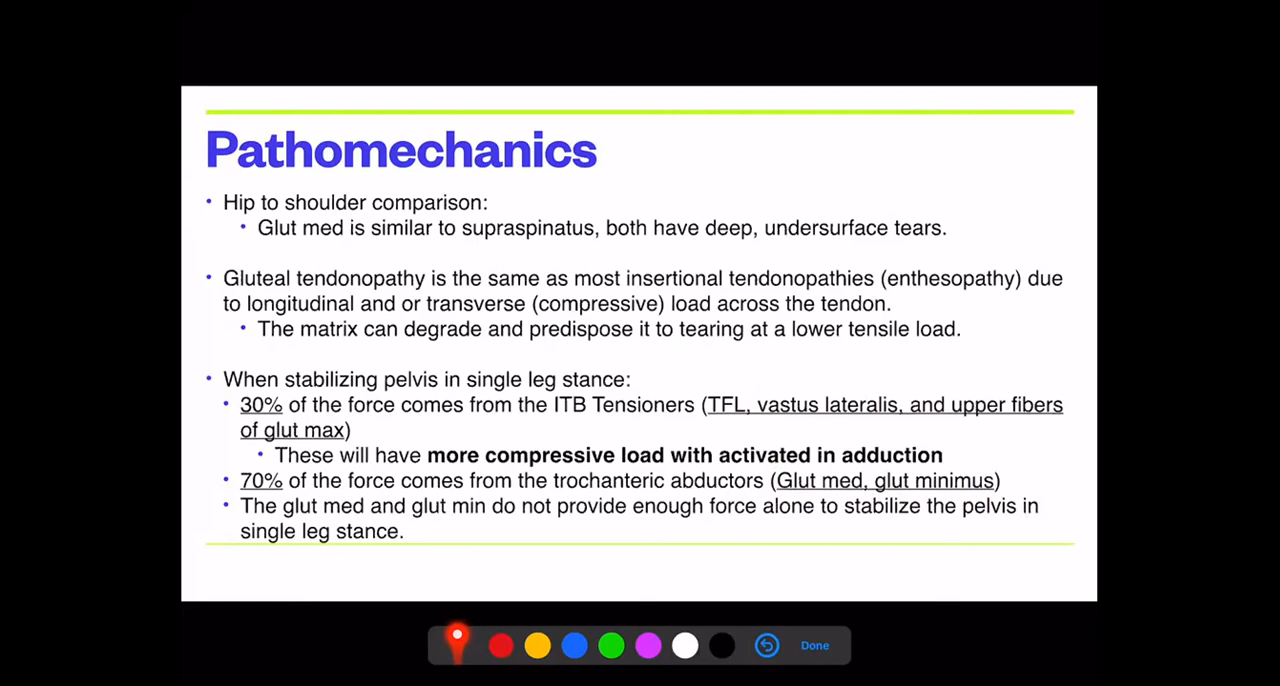 Pathomechanics
• Hip to shoulder comparison:
• Glut med is similar to supraspinatus, both have deep, undersurface tears.
• Gluteal tendonopathy is the same as most insertional tendonopathies (enthesopathy) due
to longitudinal and or transverse (compressive) load across the tendon.
• The matrix can degrade and predispose it to tearing at a lower tensile load.
• When stabilizing pelvis in single leg stance:
• 30% of the force comes from the ITB Tensioners (TFL, vastus lateralis, and upper fibers
of glut max)
• These will have more compressive load with activated in adduction
• 70% of the force comes from the trochanteric abductors (Glut med, glut minimus)
• The glut med and glut min do not provide enough force alone to stabilize the pelvis in
single leg stance.
Done